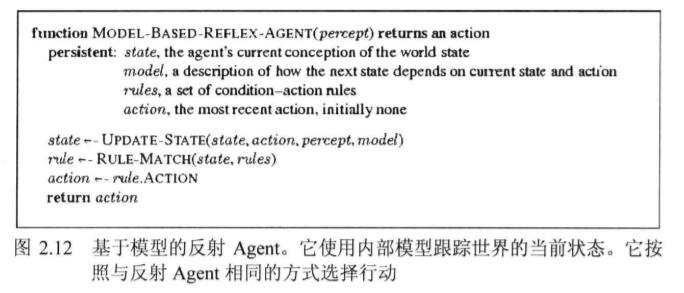 function MODEL-BASED-REFLEX-AGENT(percept) returns an action
persistent: state, the agent's current conception of the world state
model, a description of how the next state depends on current state and action
rules, a set of condition–action rules
action, the most recent action, initially none
state ← UPDATE-STATE(state, action, percept, model)
rule ← RULE-MATCH(state, rules)
action ← rule.ACTION
return action
图 2.12 基于模型的反射 Agent。它使用内部模型跟踪世界的当前状态。它按
照与反射 Agent 相同的方式选择行动